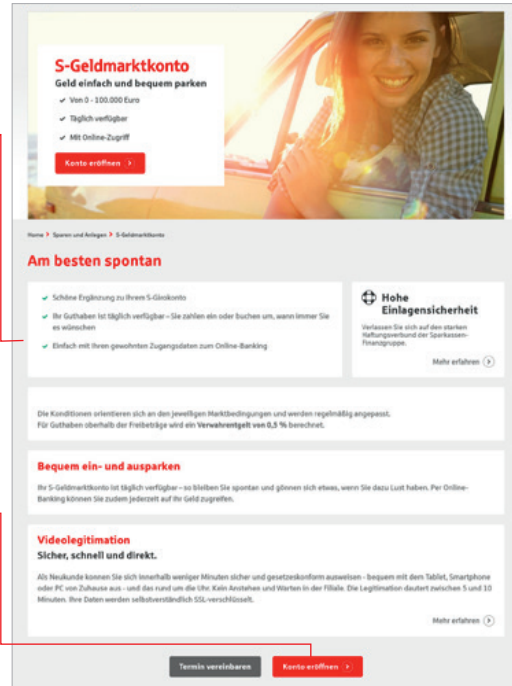 S-Geldmarktkonto
Geld einfach und bequem parken
Von 0 - 100.000 Euro
Täglich verfügbar
Mit Online-Zugriff
Konto eröffnen
Home > Sparen und Anlegen > S-Geldmarktkonto
Am besten spontan
Schöne Ergänzung zu Ihrem S-Girokonto
Ihr Guthaben ist täglich verfügbar – Sie zahlen ein oder buchen um, wann immer Sie
es wünschen
Einfach mit Ihren gewohnten Zugangsdaten zum Online-Banking
Hohe
Einlagensicherheit
Verlassen Sie sich auf den starken
Haftungsverbund der Sparkassen-
Finanzgruppe.
Mehr erfahren
Die Konditionen orientieren sich an den jeweiligen Marktbedingungen und werden regelmäßig angepasst.
Für Guthaben oberhalb der Freibeträge wird ein Verwahrentgelt von 0,5 % berechnet.
Bequem ein- und ausparken
Ihr S-Geldmarktkonto ist täglich verfügbar – so bleiben Sie spontan und gönnen sich etwas, wenn Sie dazu Lust haben. Per Online-
Banking können Sie zudem jederzeit auf Ihr Geld zugreifen.
Videolegitimation
Sicher, schnell und direkt.
Als Neukunde konnen Sie sich innerhalb weniger Minuten sicher und gesetzeskonform ausweisen - bequem mit dem Tablet, Smartphone
oder PC von Zuhause aus - und das rund um die Uhr. Kein Anstehen und Warten in der Filiale. Die Legitimation dautert zwischen 5 und 10
Minuten. Ihre Daten werden selbstverständlich SSL-verschlüsselt.
Mehr erfahren
Termin vereinbaren
Konto eröffnen